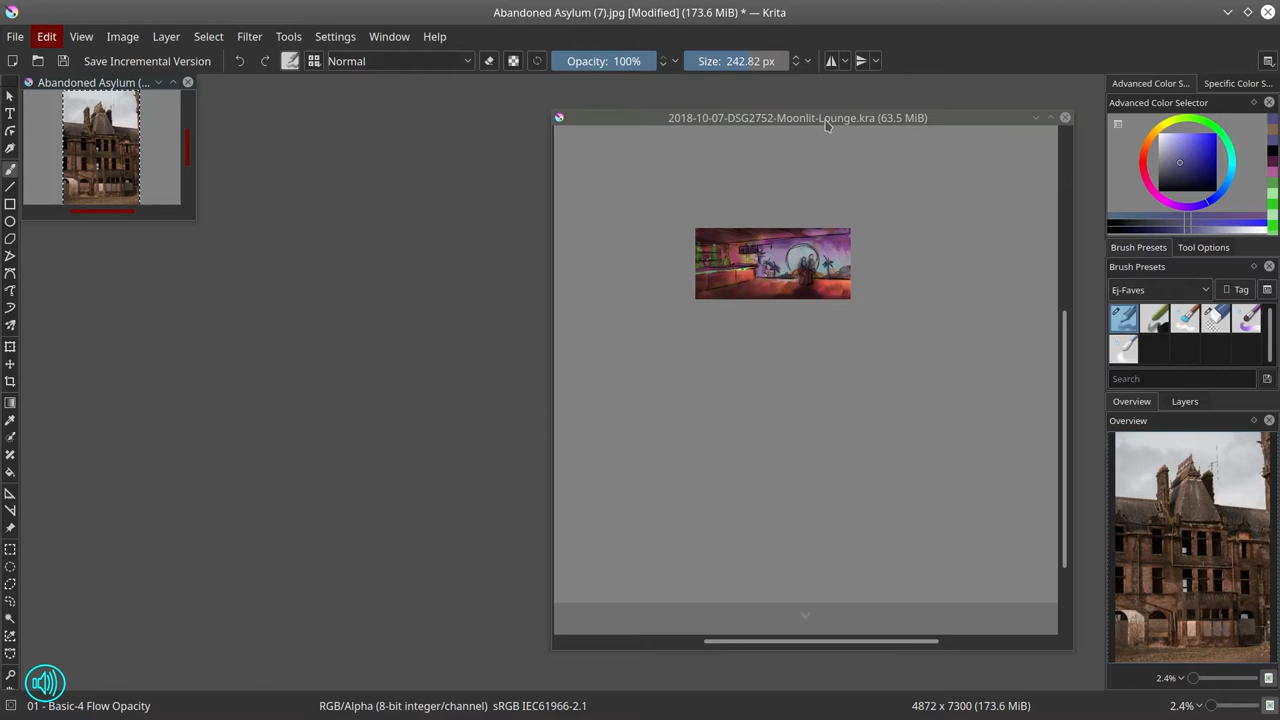 Abandoned Asylum (7).jpg [Modified] (173.6 MiB) * — Krita
File Edit View Image Layer Select Filter Tools Settings Window Help
Save Incremental Version Normal Opacity: 100% Size: 242.82 px
Abandoned Asylum (...
2018-10-07-DSG2752-Moonlit-Lounge.kra (63.5 MiB)
Advanced Color S... Specific Color S...
Advanced Color Selector
Brush Presets Tool Options
Brush Presets
Ej-Faves Tag
Search
Overview Layers
Overview
2.4%
01 - Basic-4 Flow Opacity RGB/Alpha (8-bit integer/channel) sRGB IEC61966-2.1 4872 x 7300 (173.6 MiB) 2.4%